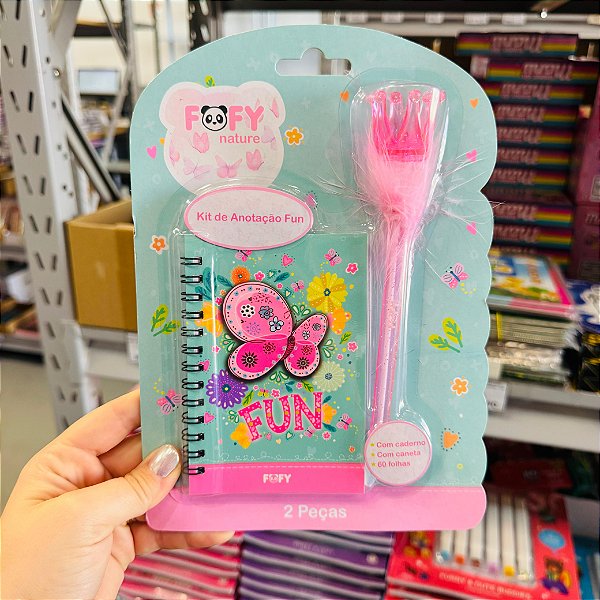 FOFY
nature
Kit de Anotação Fun
FUN
FOFY
Com caderno
Com caneta
60 folhas
2 Peças